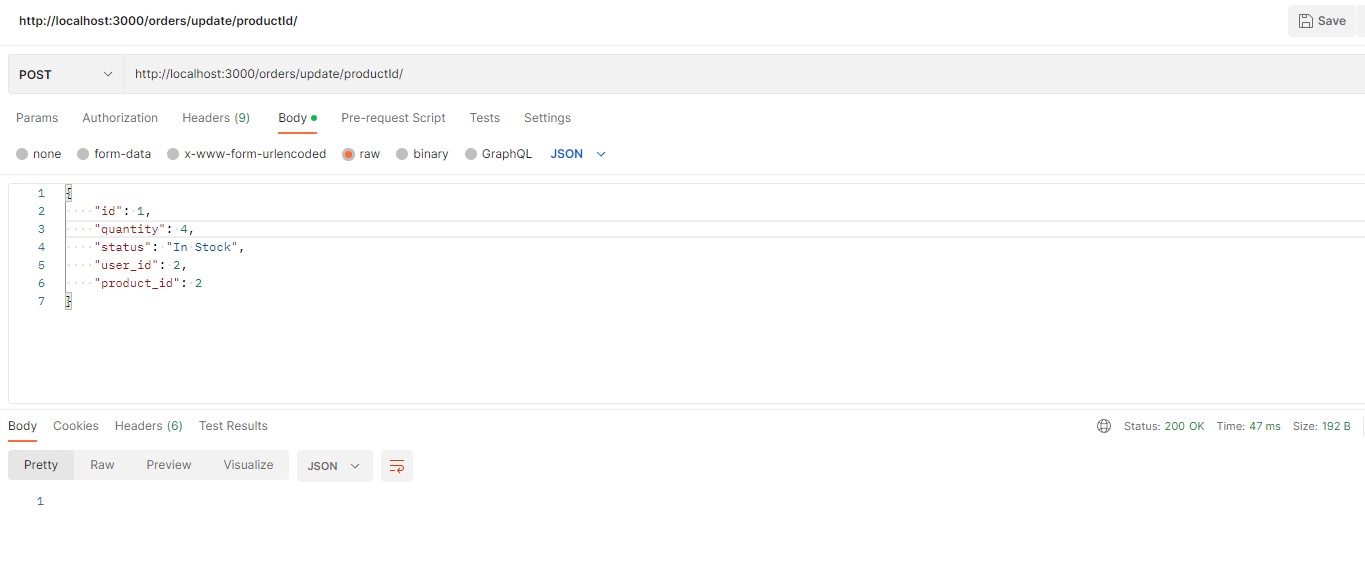 http://localhost:3000/orders/update/productId/
Save
POST
http://localhost:3000/orders/update/productId/
Params Authorization Headers (9) Body Pre-request Script Tests Settings
none form-data x-www-form-urlencoded raw binary GraphQL JSON
1 {
2 ····"id":·1,
3 ····"quantity":·4,
4 ····"status":·"In·Stock",
5 ····"user_id":·2,
6 ····"product_id":·2
7 }
Body Cookies Headers (6) Test Results Status: 200 OK Time: 47 ms Size: 192 B
Pretty Raw Preview Visualize JSON
1